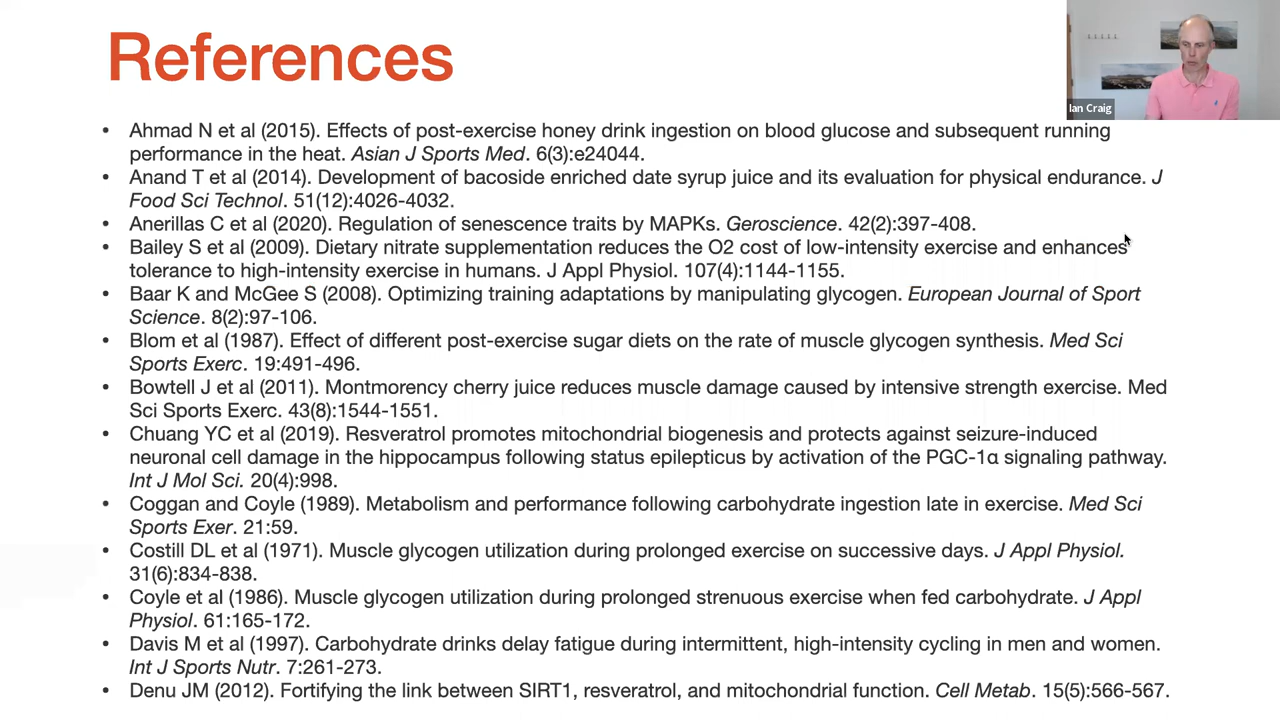 References
Ian Craig
• Ahmad N et al (2015). Effects of post-exercise honey drink ingestion on blood glucose and subsequent running
performance in the heat. Asian J Sports Med. 6(3):e24044.
• Anand T et al (2014). Development of bacoside enriched date syrup juice and its evaluation for physical endurance. J
Food Sci Technol. 51(12):4026-4032.
• Anerillas C et al (2020). Regulation of senescence traits by MAPKs. Geroscience. 42(2):397-408.
• Bailey S et al (2009). Dietary nitrate supplementation reduces the O2 cost of low-intensity exercise and enhances
tolerance to high-intensity exercise in humans. J Appl Physiol. 107(4):1144-1155.
• Baar K and McGee S (2008). Optimizing training adaptations by manipulating glycogen. European Journal of Sport
Science. 8(2):97-106.
• Blom et al (1987). Effect of different post-exercise sugar diets on the rate of muscle glycogen synthesis. Med Sci
Sports Exerc. 19:491-496.
• Bowtell J et al (2011). Montmorency cherry juice reduces muscle damage caused by intensive strength exercise. Med
Sci Sports Exerc. 43(8):1544-1551.
• Chuang YC et al (2019). Resveratrol promotes mitochondrial biogenesis and protects against seizure-induced
neuronal cell damage in the hippocampus following status epilepticus by activation of the PGC-1α signaling pathway.
Int J Mol Sci. 20(4):998.
• Coggan and Coyle (1989). Metabolism and performance following carbohydrate ingestion late in exercise. Med Sci
Sports Exer. 21:59.
• Costill DL et al (1971). Muscle glycogen utilization during prolonged exercise on successive days. J Appl Physiol.
31(6):834-838.
• Coyle et al (1986). Muscle glycogen utilization during prolonged strenuous exercise when fed carbohydrate. J Appl
Physiol. 61:165-172.
• Davis M et al (1997). Carbohydrate drinks delay fatigue during intermittent, high-intensity cycling in men and women.
Int J Sports Nutr. 7:261-273.
• Denu JM (2012). Fortifying the link between SIRT1, resveratrol, and mitochondrial function. Cell Metab. 15(5):566-567.